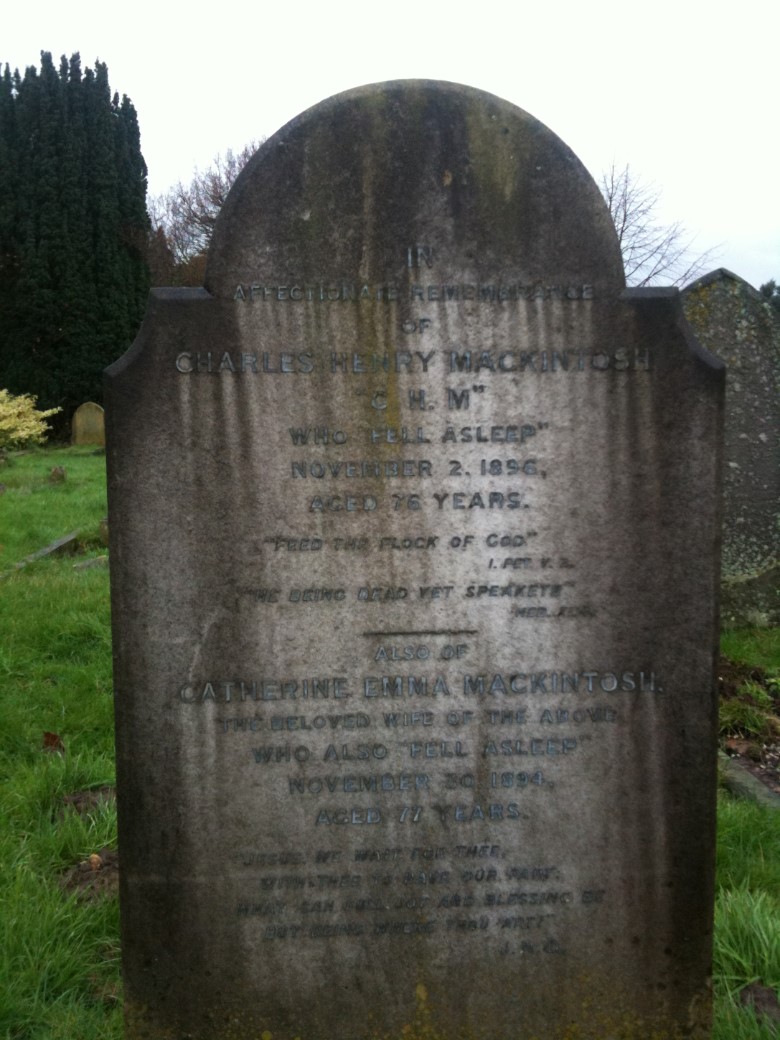 IN
AFFECTIONATE REMEMBRANCE
OF
CHARLES HENRY MACKINTOSH
"C. H. M"
WHO "FELL ASLEEP"
NOVEMBER 2. 1896,
AGED 76 YEARS.
"FEED THE FLOCK OF GOD"
1. PET. V. 2.
"HE BEING DEAD YET SPEAKETH"
HEB.
ALSO OF
CATHERINE EMMA MACKINTOSH.
THE BELOVED WIFE OF THE ABOVE
WHO ALSO "FELL ASLEEP"
NOVEMBER 30. 1894,
AGED 77 YEARS.
"JESUS, WE WAIT FOR THEE,
WITH THEE TO HAVE OUR PART,
WHAT CAN FULL JOY AND BLESSING BE
BUT BEING WHERE THOU ART?"